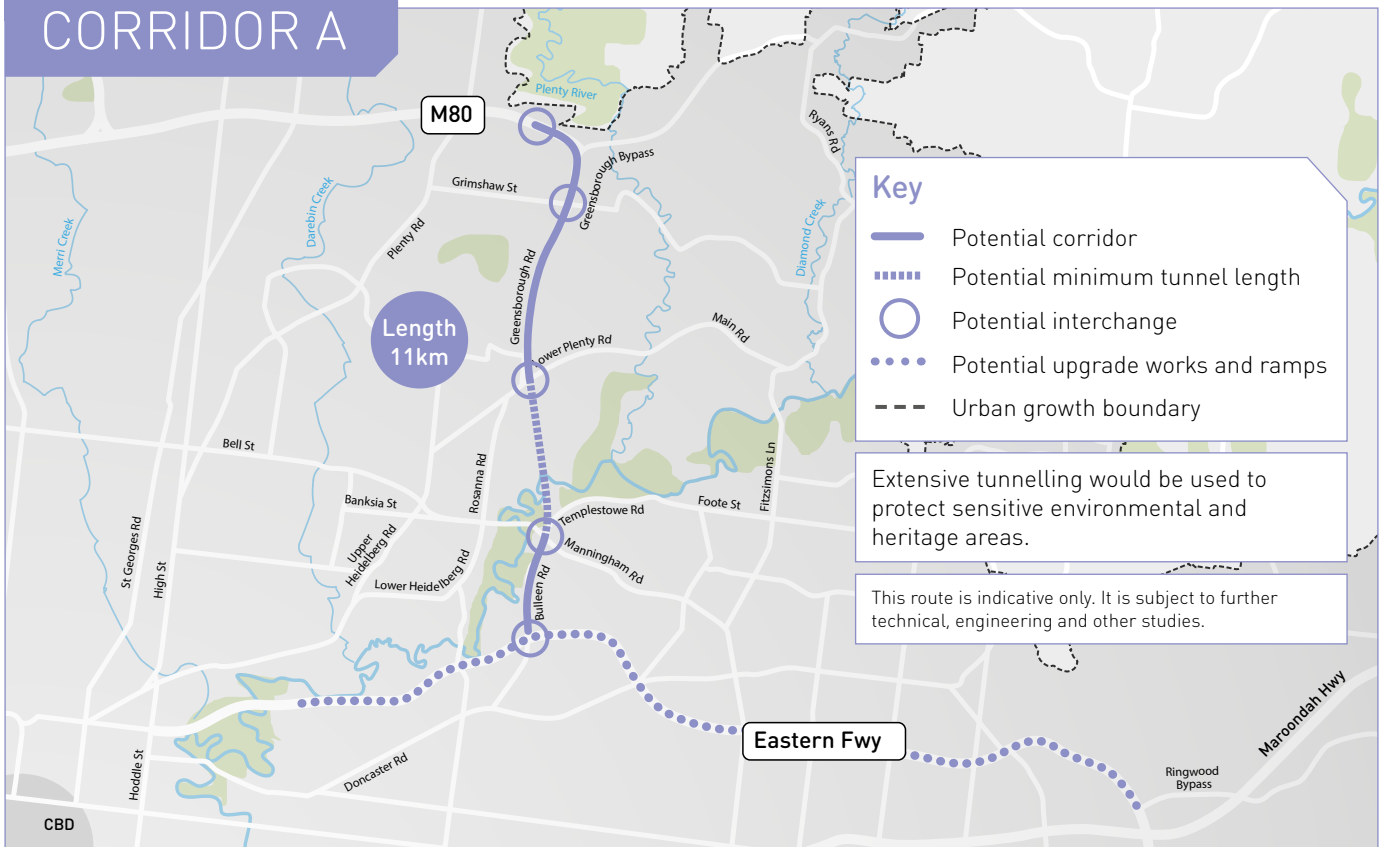 CORRIDOR A
Plenty River
M80
Ryans Rd
Greensborough Bypass
Grimshaw St
Key
Potential corridor
Potential minimum tunnel length
Potential interchange
Potential upgrade works and ramps
Urban growth boundary
Merri Creek
Darebin Creek
Plenty Rd
Diamond Creek
Greensborough Rd
Length
11km
Main Rd
Lower Plenty Rd
Bell St
Rosanna Rd
Fitzsimons Ln
Banksia St
Foote St
Templestowe Rd
Extensive tunnelling would be used to
protect sensitive environmental and
heritage areas.
St Georges Rd
High St
Upper
Heidelberg Rd
Manningham Rd
Lower Heidelberg Rd
Bulleen Rd
This route is indicative only. It is subject to further
technical, engineering and other studies.
Maroondah Hwy
Eastern Fwy
Hoddle St
Doncaster Rd
Ringwood
Bypass
CBD